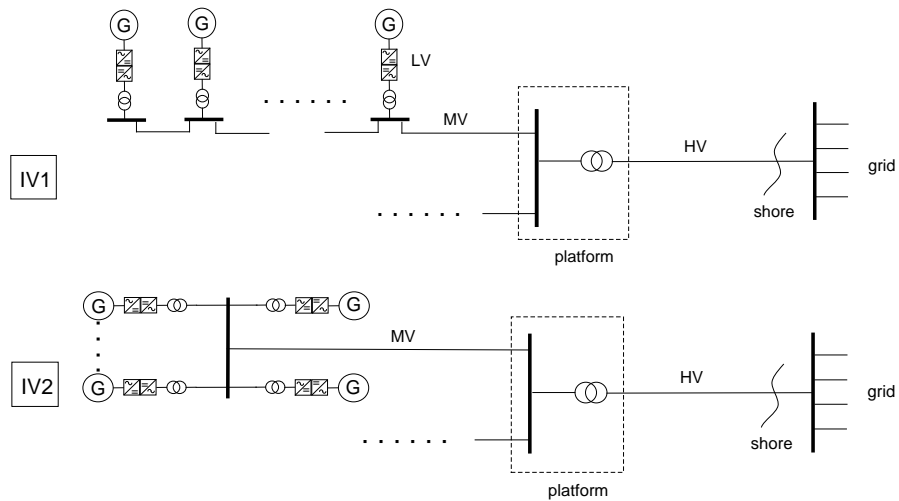 G G G
LV
MV
HV
IV1
grid
shore
platform
G G
MV
HV
IV2
G G
grid
shore
platform